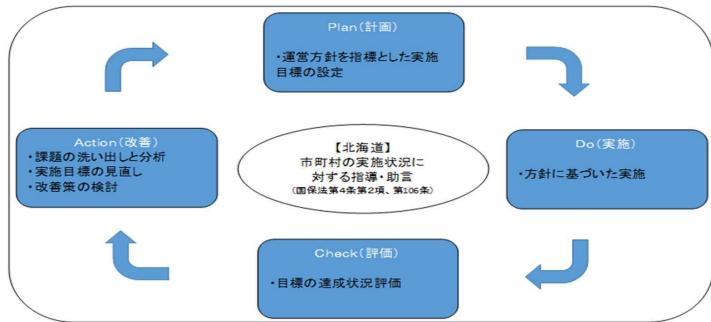 Plan(計画)
・運営方針を指標とした実施
目標の設定
Action(改善)
・課題の洗い出しと分析
・実施目標の見直し
・改善策の検討
【北海道】
市町村の実施状況に
対する指導・助言
(国保法第4条第2項、第106条)
Do(実施)
・方針に基づいた実施
Check(評価)
・目標の達成状況評価